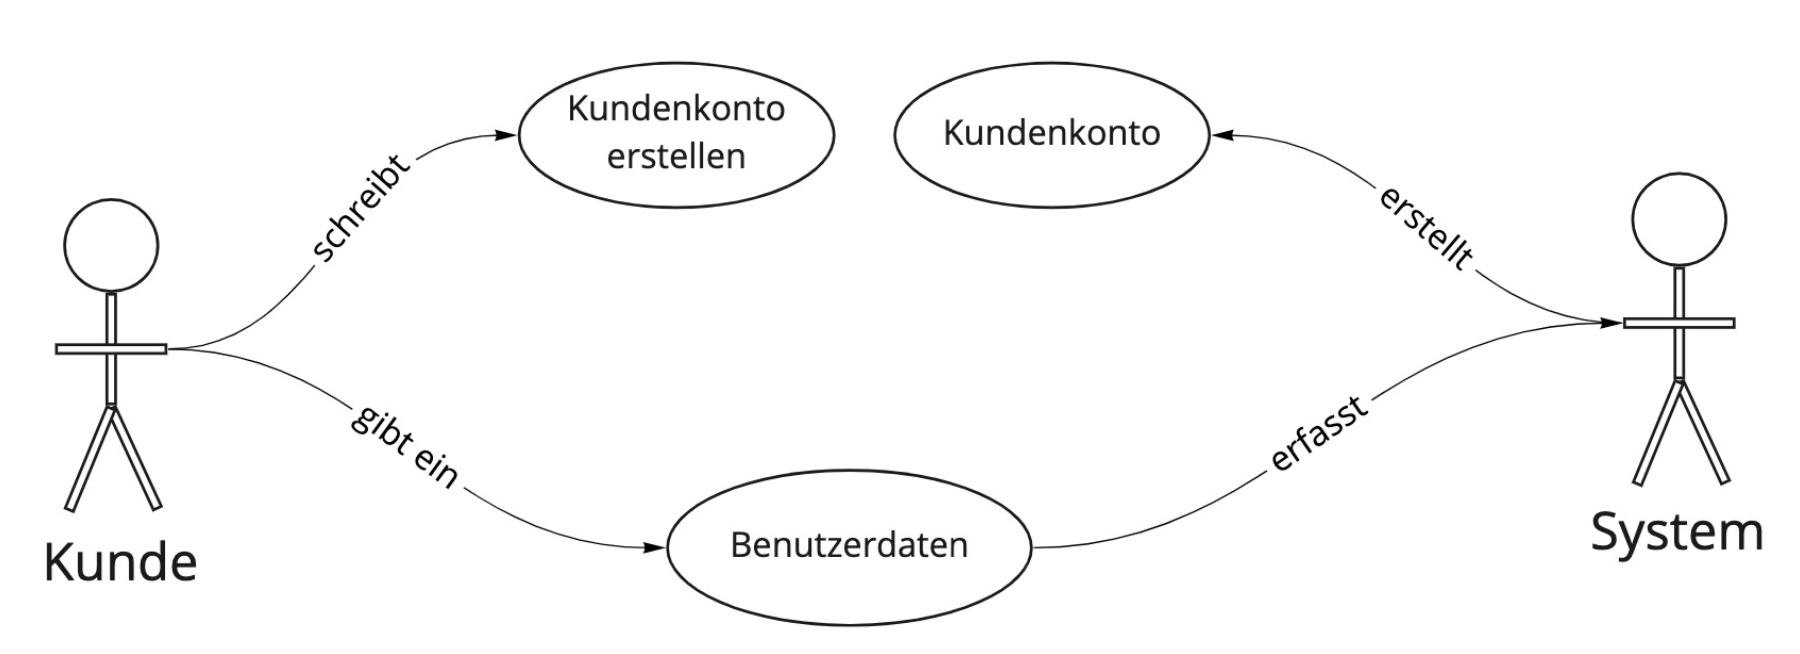 Kundenkonto
erstellen
Kundenkonto
schreibt
erstellt
gibt ein
erfasst
Benutzerdaten
Kunde
System